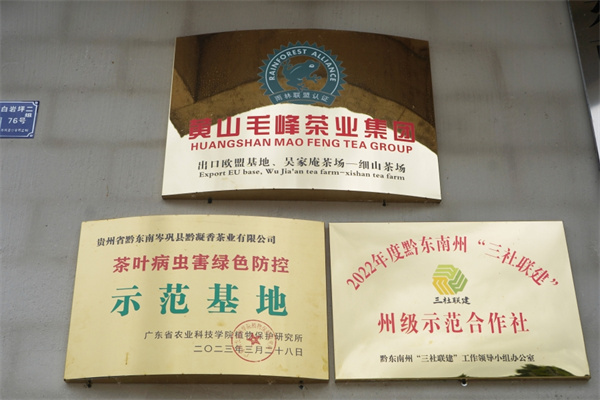 白岩坪二组
76号
RAINFOREST ALLIANCE
雨林联盟认证
黄山毛峰茶业集团
HUANGSHAN MAO FENG TEA GROUP
出口欧盟基地、吴家庵茶场—细山茶场
Export EU base, Wu Jia'an tea farm-xishan tea farm
贵州省黔东南岑巩县黔凝香茶业有限公司
茶叶病虫害绿色防控
示范基地
广东省农业科技学院植物保护研究所
二〇二三年三月二十八日
2022年度黔东南州“三社联建”
三社联建
州级示范合作社
黔东南州“三社联建”工作领导小组办公室